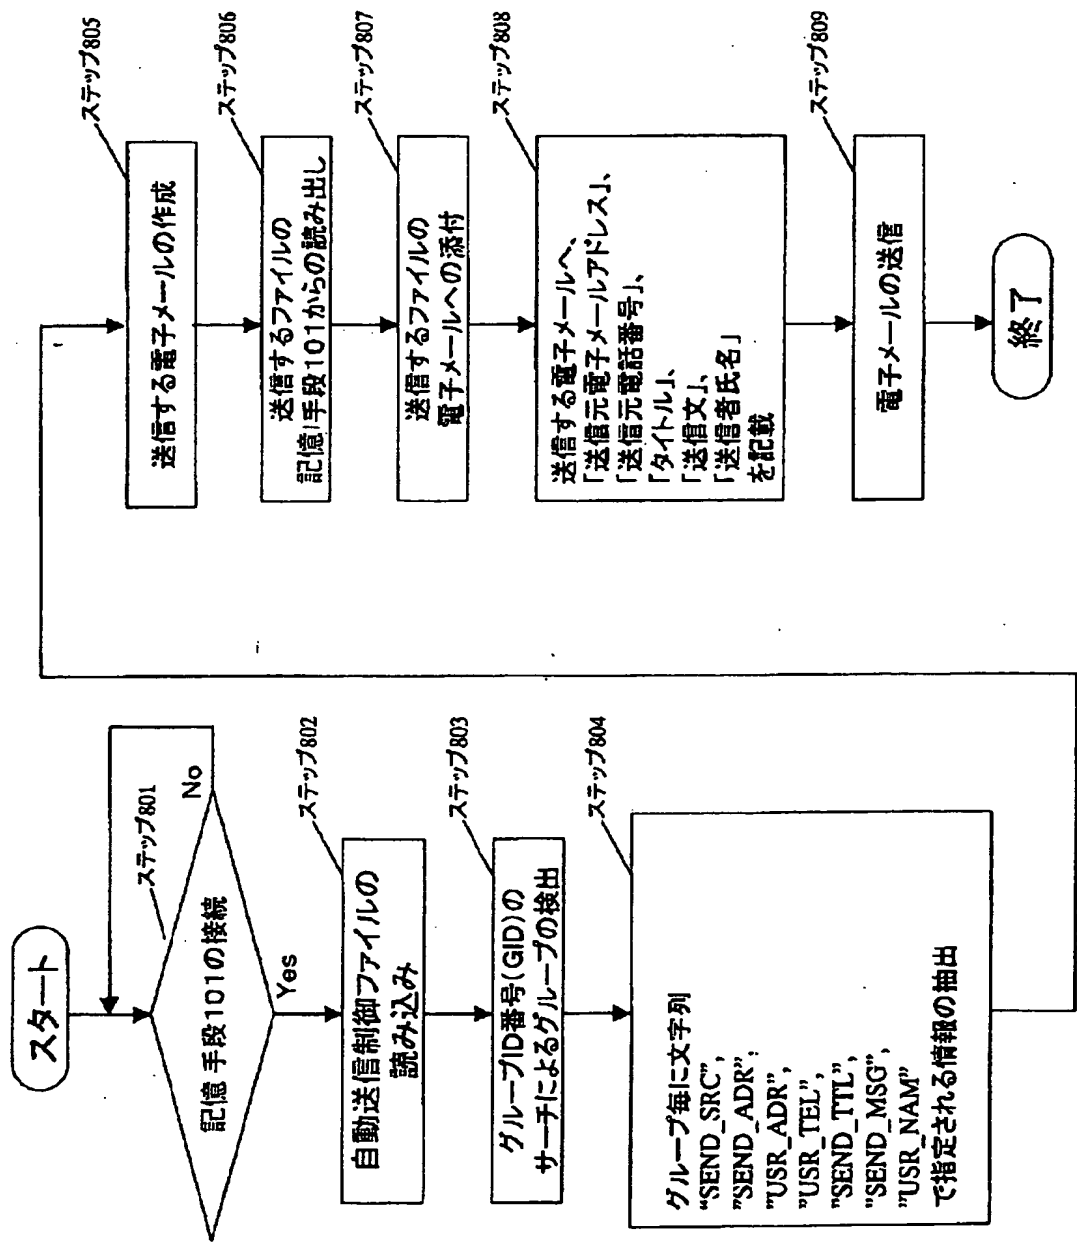 スタート
ステップ801
記憶手段101の接続
No
Yes
ステップ802
自動送信制御ファイルの
読み込み
ステップ803
グループID番号(GID)の
サーチによるグループの検出
ステップ804
グループ毎に文字列
“SEND_SRC”,
”SEND_ADR”,
”USR_ADR”,
”USR_TEL”,
”SEND_TTL”,
”SEND_MSG”,
”USR_NAM”
で指定される情報の抽出
ステップ805
送信する電子メールの作成
ステップ806
送信するファイルの
記憶手段101からの読み出し
ステップ807
送信するファイルの
電子メールへの添付
ステップ808
送信する電子メールへ、
「送信元電子メールアドレス」、
「送信元電話番号」、
「タイトル」、
「送信文」、
「送信者氏名」
を記載
ステップ809
電子メールの送信
終了